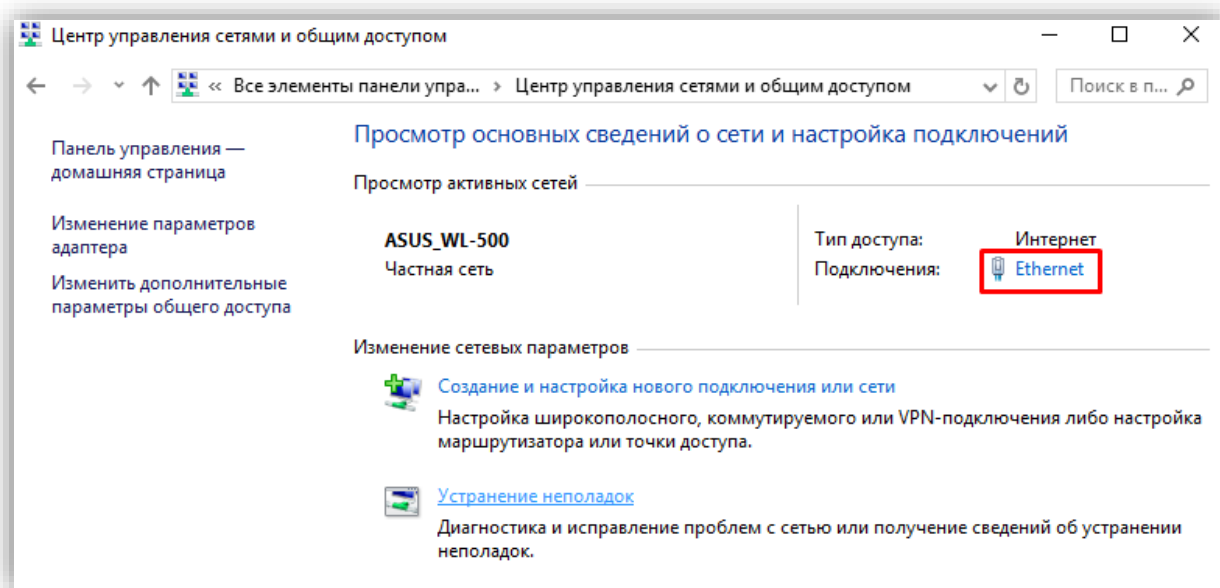 Центр управления сетями и общим доступом
« Все элементы панели упра... › Центр управления сетями и общим доступом
Поиск в п...
Панель управления —
домашняя страница
Изменение параметров
адаптера
Изменить дополнительные
параметры общего доступа
Просмотр основных сведений о сети и настройка подключений
Просмотр активных сетей
ASUS_WL-500
Частная сеть
Тип доступа: Интернет
Подключения: Ethernet
Изменение сетевых параметров
Создание и настройка нового подключения или сети
Настройка широкополосного, коммутируемого или VPN-подключения либо настройка
маршрутизатора или точки доступа.
Устранение неполадок
Диагностика и исправление проблем с сетью или получение сведений об устранении
неполадок.